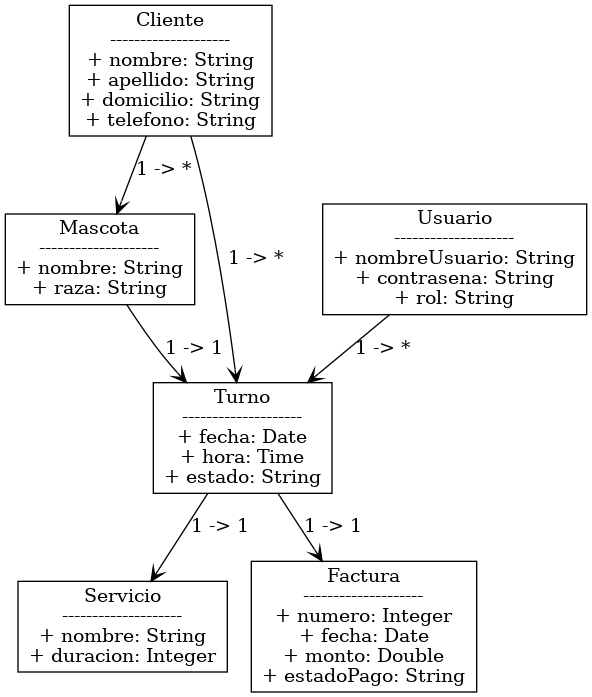 Cliente
--------------------
+ nombre: String
+ apellido: String
+ domicilio: String
+ telefono: String
1 -> *
1 -> *
Mascota
--------------------
+ nombre: String
+ raza: String
Usuario
--------------------
+ nombreUsuario: String
+ contrasena: String
+ rol: String
1 -> 1
1 -> *
Turno
--------------------
+ fecha: Date
+ hora: Time
+ estado: String
1 -> 1
1 -> 1
Servicio
--------------------
+ nombre: String
+ duracion: Integer
Factura
--------------------
+ numero: Integer
+ fecha: Date
+ monto: Double
+ estadoPago: String